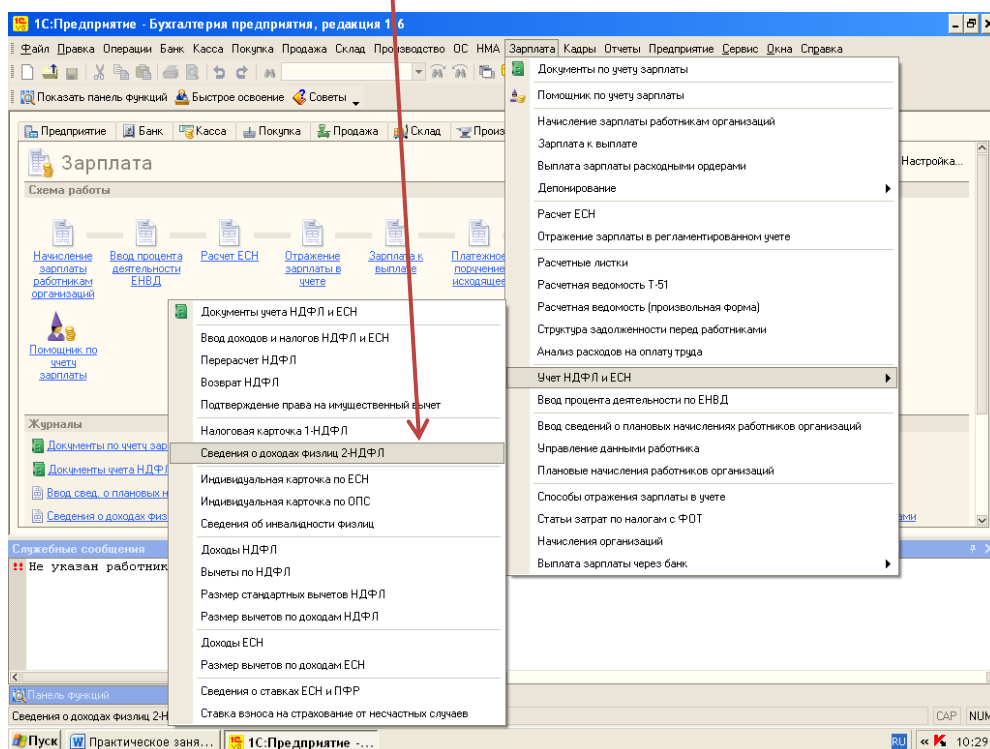 1С:Предприятие - Бухгалтерия предприятия, редакция 1.6
Файл Правка Операции Банк Касса Покупка Продажа Склад Производство ОС НМА Зарплата Кадры Отчеты Предприятие Сервис Окна Справка
Показать панель функций Быстрое освоение Советы
Предприятие Банк Касса Покупка Продажа Склад Произв
Зарплата
Настройка...
Схема работы
Начисление зарплаты работникам организаций
Ввод процента деятельности ЕНВД
Расчет ЕСН
Отражение зарплаты в учете
Зарплата к выплате
Платежное поручение исходящее
Помощник по учету зарплаты
Журналы
Документы по учету зар
Документы учета НДФЛ
Ввод свед. о плановых н
Сведения о доходах физ
ами
Служебные сообщения
!! Не указан работник
Панель функций
Сведения о доходах физлиц 2-Н
CAP NUM
Документы по учету зарплаты
Помощник по учету зарплаты
Начисление зарплаты работникам организаций
Зарплата к выплате
Выплата зарплаты расходными ордерами
Депонирование
Расчет ЕСН
Отражение зарплаты в регламентированном учете
Расчетные листки
Расчетная ведомость Т-51
Расчетная ведомость (произвольная форма)
Структура задолженности перед работниками
Анализ расходов на оплату труда
Учет НДФЛ и ЕСН
Ввод процента деятельности по ЕНВД
Ввод сведений о плановых начислениях работников организаций
Управление данными работника
Плановые начисления работников организаций
Способы отражения зарплаты в учете
Статьи затрат по налогам с ФОТ
Начисления организаций
Выплата зарплаты через банк
Документы учета НДФЛ и ЕСН
Ввод доходов и налогов НДФЛ и ЕСН
Перерасчет НДФЛ
Возврат НДФЛ
Подтверждение права на имущественный вычет
Налоговая карточка 1-НДФЛ
Сведения о доходах физлиц 2-НДФЛ
Индивидуальная карточка по ЕСН
Индивидуальная карточка по ОПС
Сведения об инвалидности физлиц
Доходы НДФЛ
Вычеты по НДФЛ
Размер стандартных вычетов НДФЛ
Размер вычетов по доходам НДФЛ
Доходы ЕСН
Размер вычетов по доходам ЕСН
Сведения о ставках ЕСН и ПФР
Ставка взноса на страхование от несчастных случаев
Пуск Практическое заня... 1С:Предприятие -... RU « 10:29